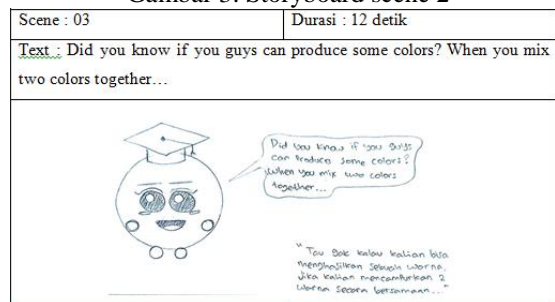 Gambar 3. Storyboard scene 2
Scene : 03
Durasi : 12 detik
Text : Did you know if you guys can produce some colors? When you mix
two colors together…
Did you know if you guys
can produce some colors?
When you mix two colors
together...
"Tau gak kalau kalian bisa
menghasilkan sebuah warna,
Jika kalian mencampurkan 2
warna secara bersamaan..."